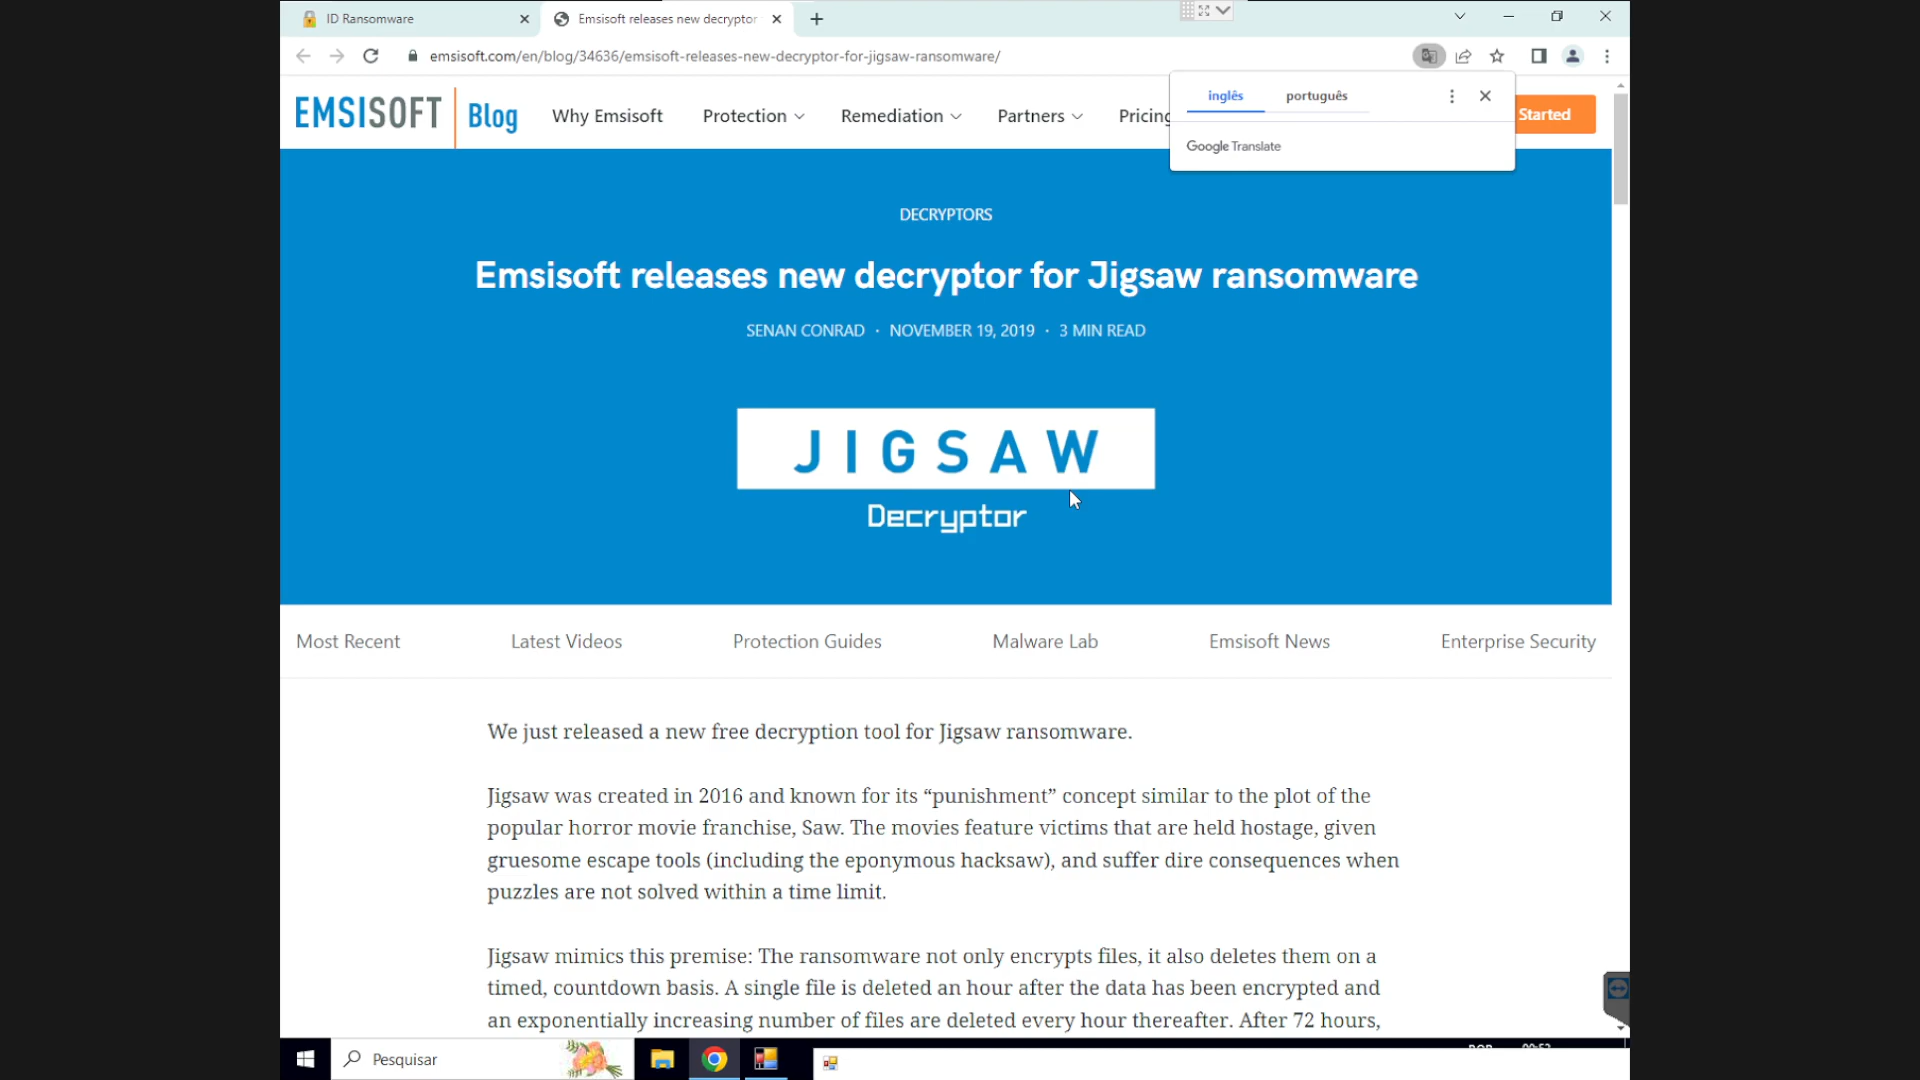 ID Ransomware
Emsisoft releases new decryptor
emsisoft.com/en/blog/34636/emsisoft-releases-new-decryptor-for-jigsaw-ransomware/
inglês português
Google Translate
EMSISOFT Blog Why Emsisoft Protection Remediation Partners Pricing Started
DECRYPTORS
Emsisoft releases new decryptor for Jigsaw ransomware
SENAN CONRAD · NOVEMBER 19, 2019 · 3 MIN READ
JIGSAW
Decryptor
Most Recent Latest Videos Protection Guides Malware Lab Emsisoft News Enterprise Security
We just released a new free decryption tool for Jigsaw ransomware.
Jigsaw was created in 2016 and known for its “punishment” concept similar to the plot of the
popular horror movie franchise, Saw. The movies feature victims that are held hostage, given
gruesome escape tools (including the eponymous hacksaw), and suffer dire consequences when
puzzles are not solved within a time limit.
Jigsaw mimics this premise: The ransomware not only encrypts files, it also deletes them on a
timed, countdown basis. A single file is deleted an hour after the data has been encrypted and
an exponentially increasing number of files are deleted every hour thereafter. After 72 hours,
Pesquisar